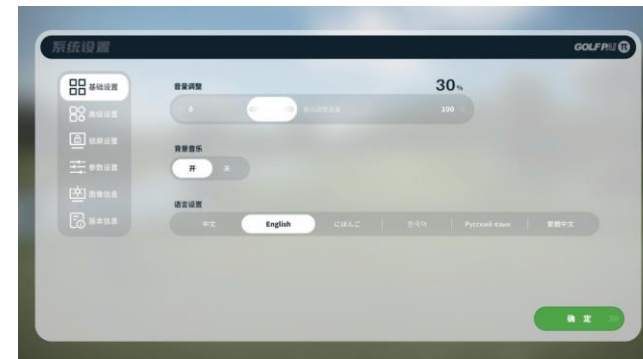 系统设置
GOLF PHI
基础设置
高级设置
锁屏设置
参数设置
图像信息
版本信息
音量调整
30%
0
100
背景音乐
开 关
语言设置
中文 English にほんご 한국어 Русский язык 繁體中文
确 定